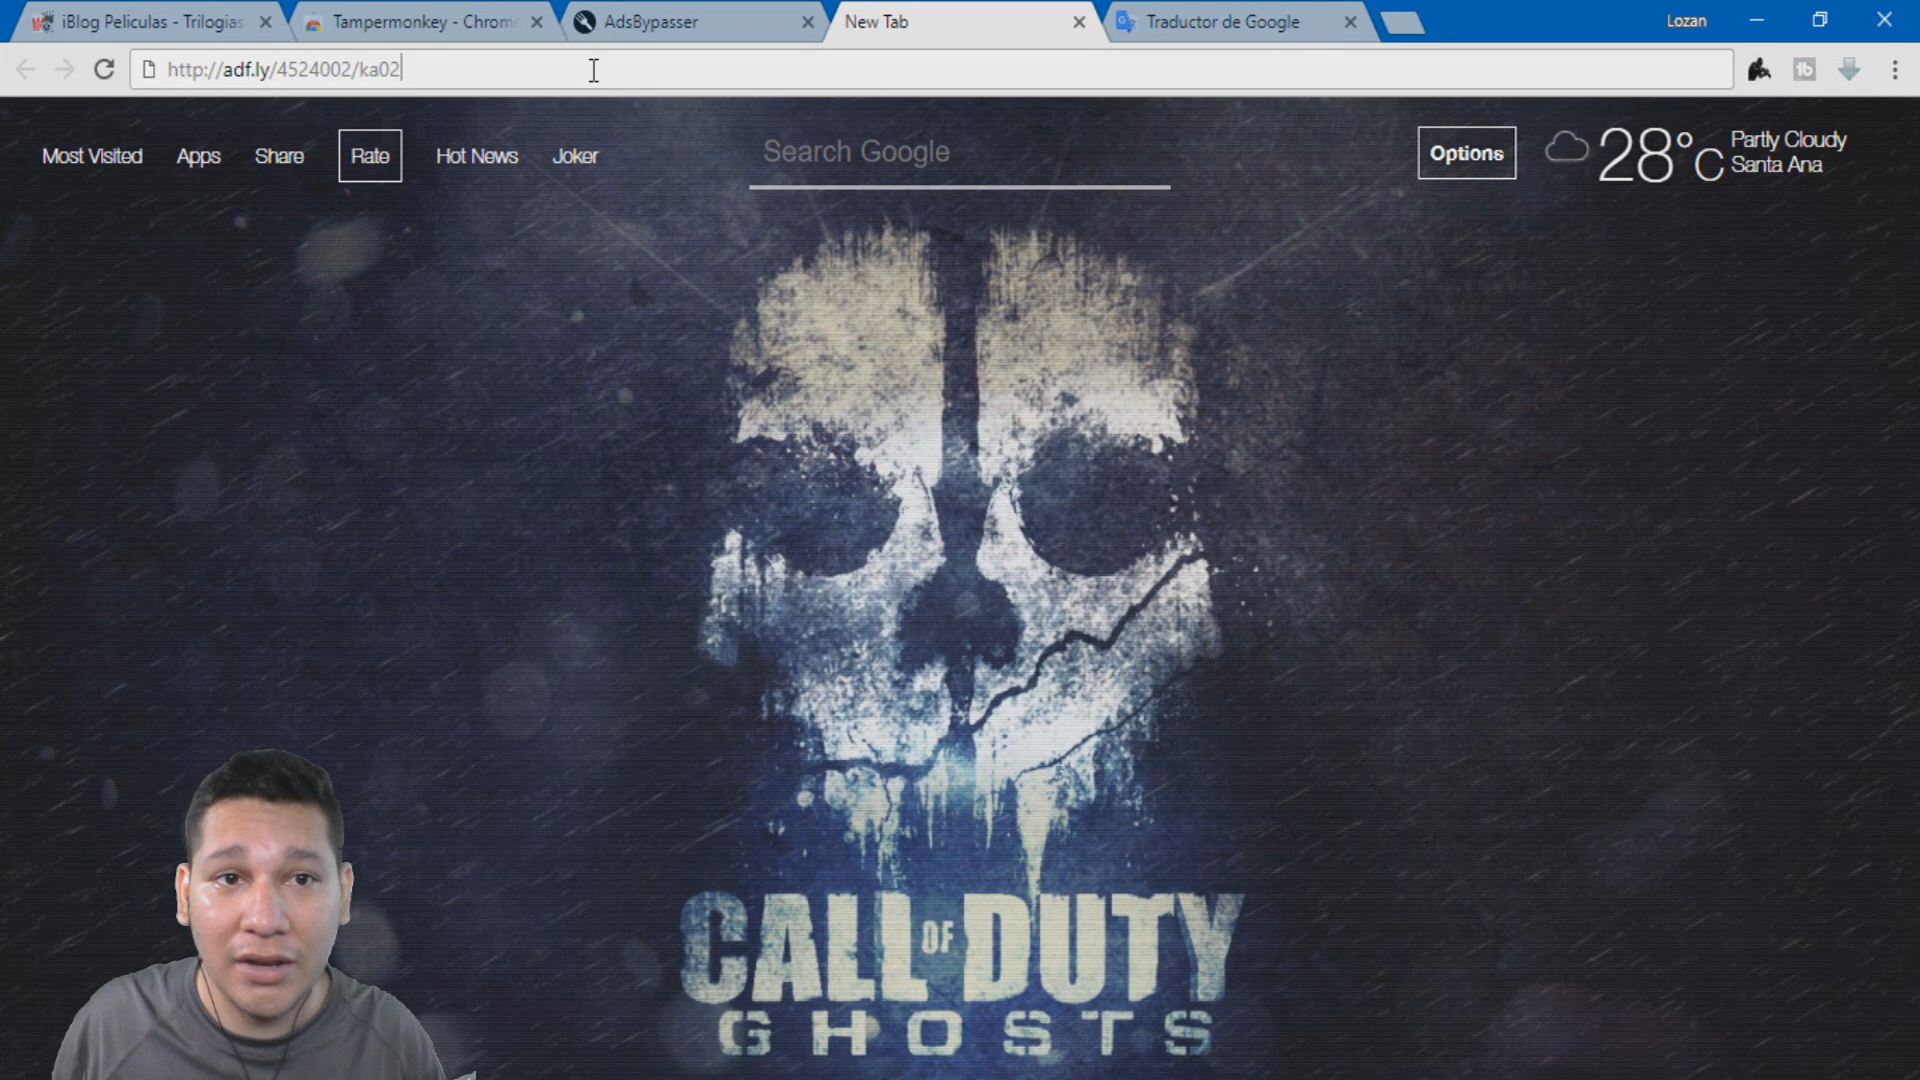 iBlog Peliculas - Trilogias
Tampermonkey - Chrom
AdsBypasser
New Tab
Traductor de Google
Lozan
http://adf.ly/4524002/ka02
Most Visited
Apps
Share
Rate
Hot News
Joker
Search Google
Options
28°C
Partly Cloudy
Santa Ana
CALL OF DUTY
GHOSTS